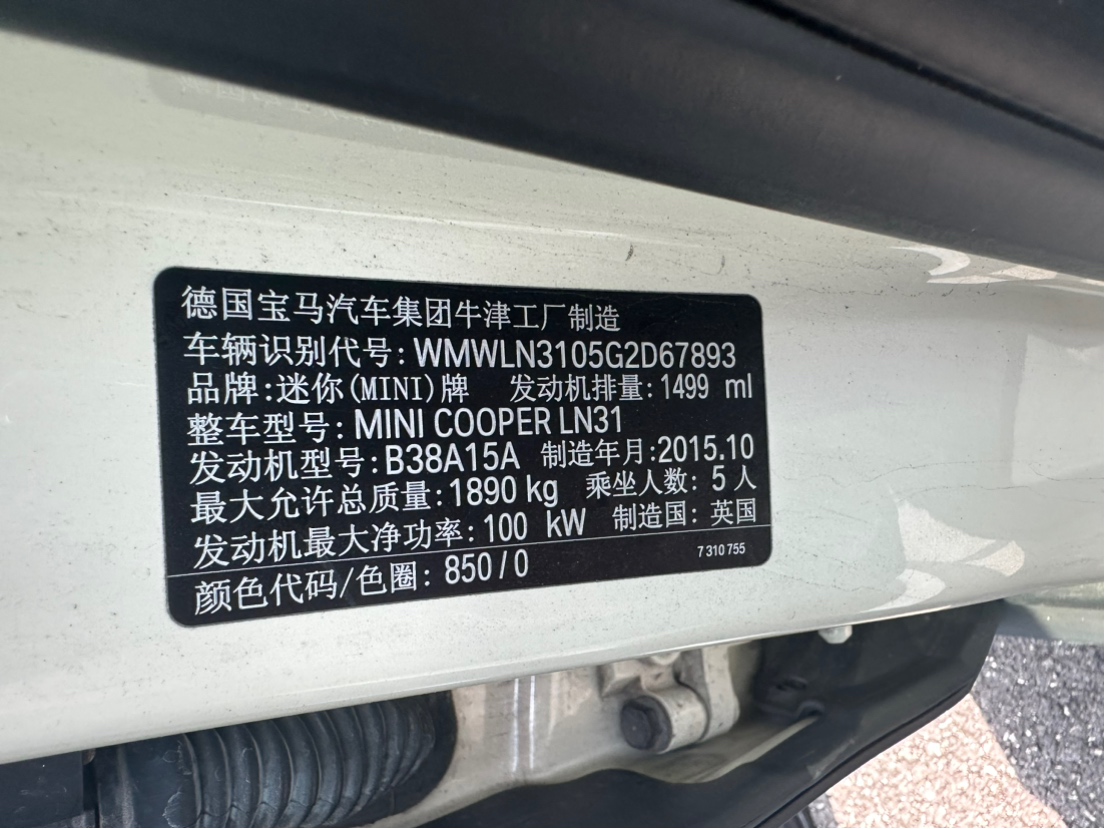 德国宝马汽车集团牛津工厂制造
车辆识别代号: WMWLN3105G2D67893
品牌:迷你(MINI)牌 发动机排量: 1499 ml
整车型号: MINI COOPER LN31
发动机型号: B38A15A 制造年月:2015.10
最大允许总质量: 1890 kg 乘坐人数: 5 人
发动机最大净功率: 100 kW 制造国: 英国
颜色代码/色圈: 850 / 0 7 310 755